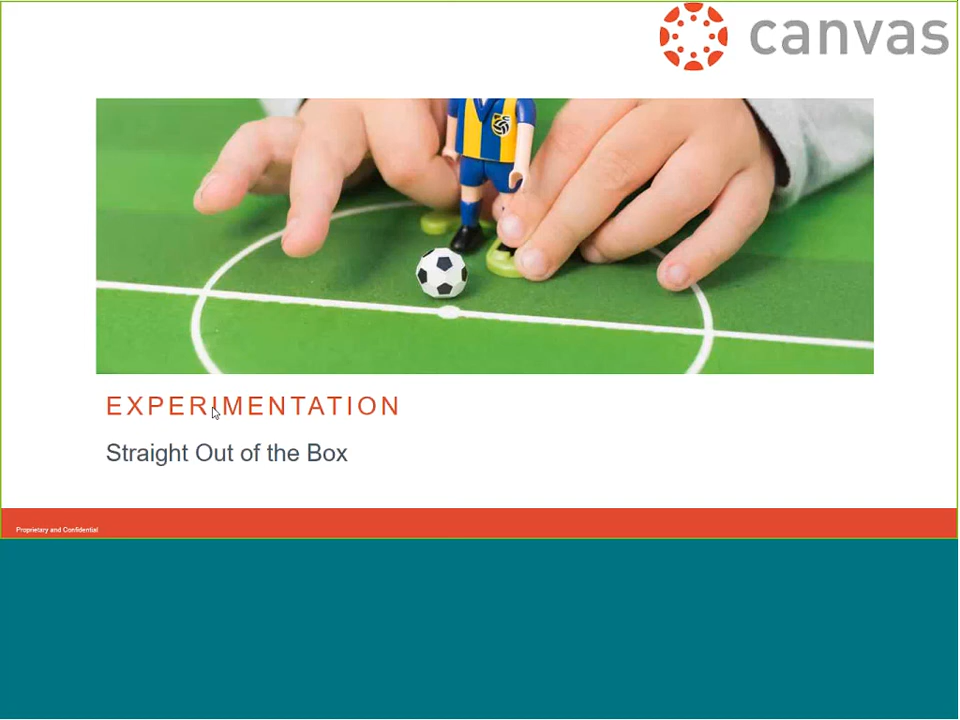 canvas
EXPERIMENTATION
Straight Out of the Box
Proprietary and Confidential